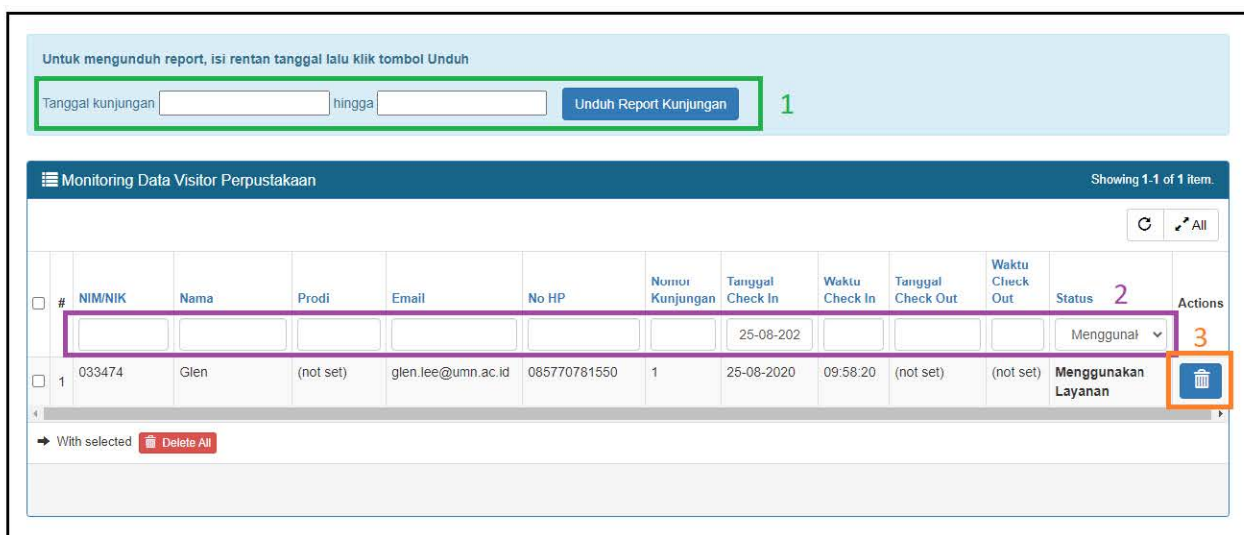 Untuk mengunduh report, isi rentan tanggal lalu klik tombol Unduh
Tanggal kunjungan hingga Unduh Report Kunjungan 1
Monitoring Data Visitor Perpustakaan Showing 1-1 of 1 item.
All
# NIM/NIK Nama Prodi Email No HP Nomor Kunjungan Tanggal Check In Waktu Check In Tanggal Check Out Waktu Check Out Status 2 Actions
25-08-202 Menggunal 3
1 033474 Glen (not set) glen.lee@umn.ac.id 085770781550 1 25-08-2020 09:58:20 (not set) (not set) Menggunakan Layanan
With selected Delete All